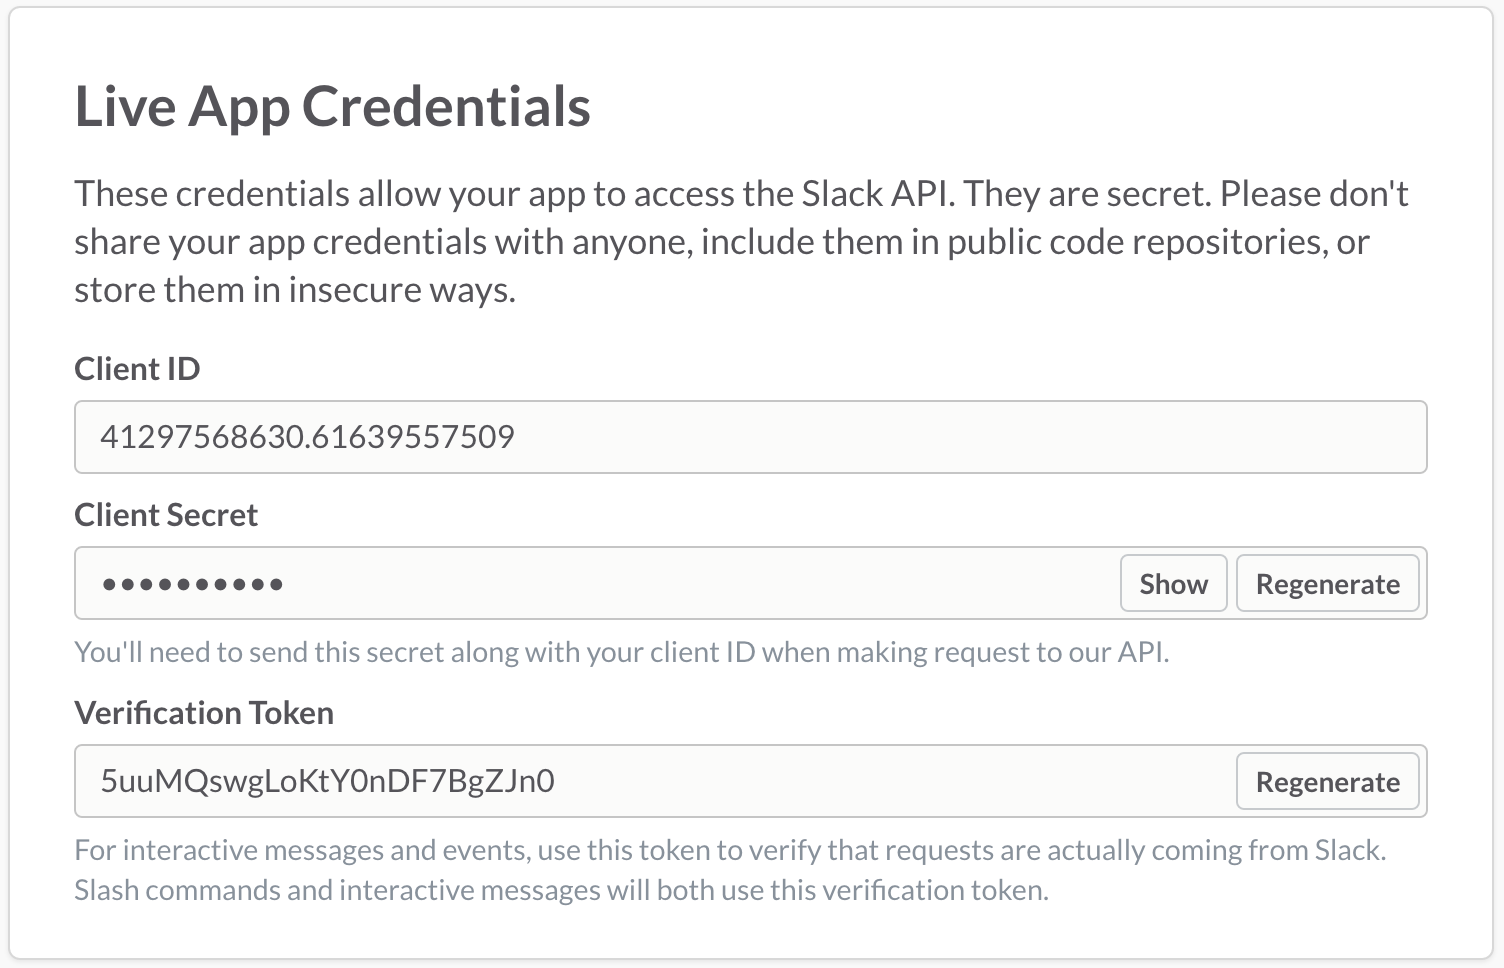 Live App Credentials
These credentials allow your app to access the Slack API. They are secret. Please don't
share your app credentials with anyone, include them in public code repositories, or
store them in insecure ways.
Client ID
41297568630.61639557509
Client Secret
•••••••••• Show Regenerate
You'll need to send this secret along with your client ID when making request to our API.
Verification Token
5uuMQswgLoKtY0nDF7BgZJn0 Regenerate
For interactive messages and events, use this token to verify that requests are actually coming from Slack.
Slash commands and interactive messages will both use this verification token.